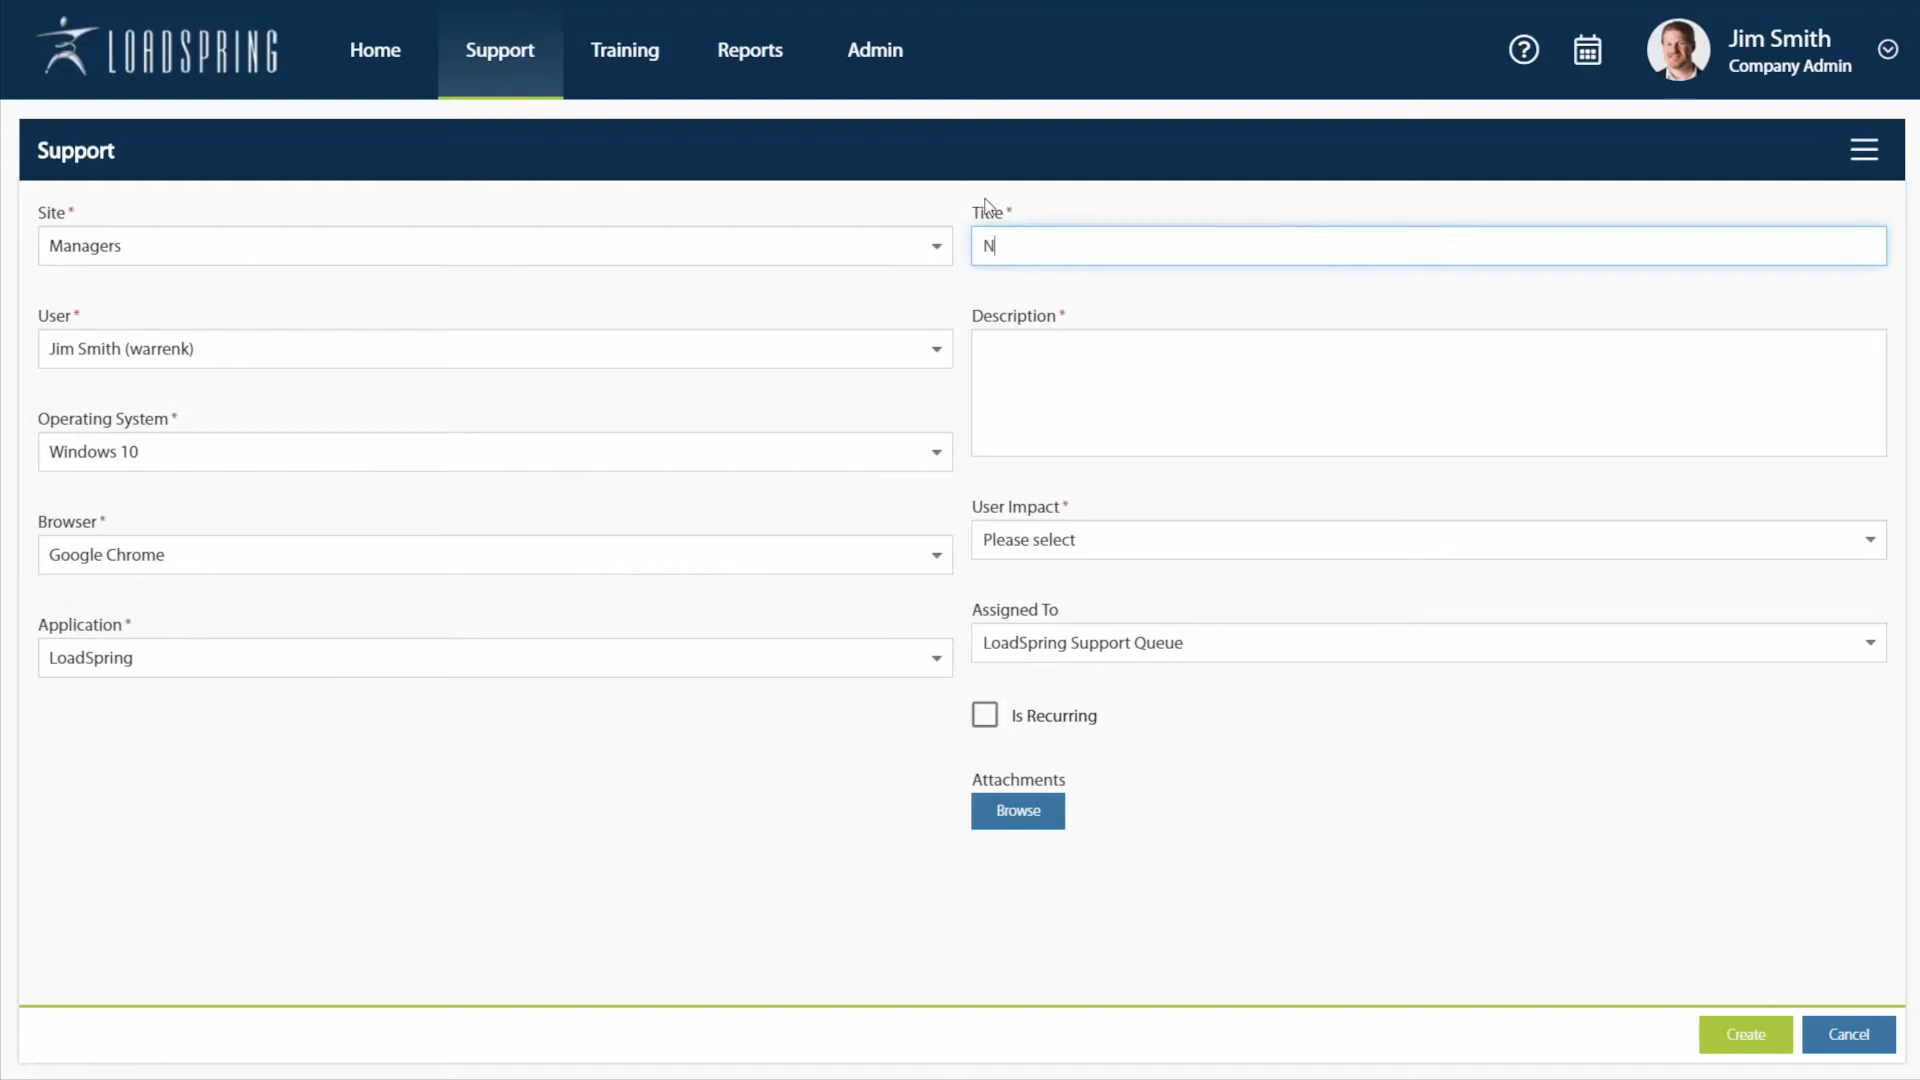 LOADSPRING
Home
Support
Training
Reports
Admin
Jim Smith
Company Admin
Support
Site*
Managers
User*
Jim Smith (warrenk)
Operating System*
Windows 10
Browser*
Google Chrome
Application*
LoadSpring
Title*
N
Description*
User Impact*
Please select
Assigned To
LoadSpring Support Queue
Is Recurring
Attachments
Browse
Create
Cancel